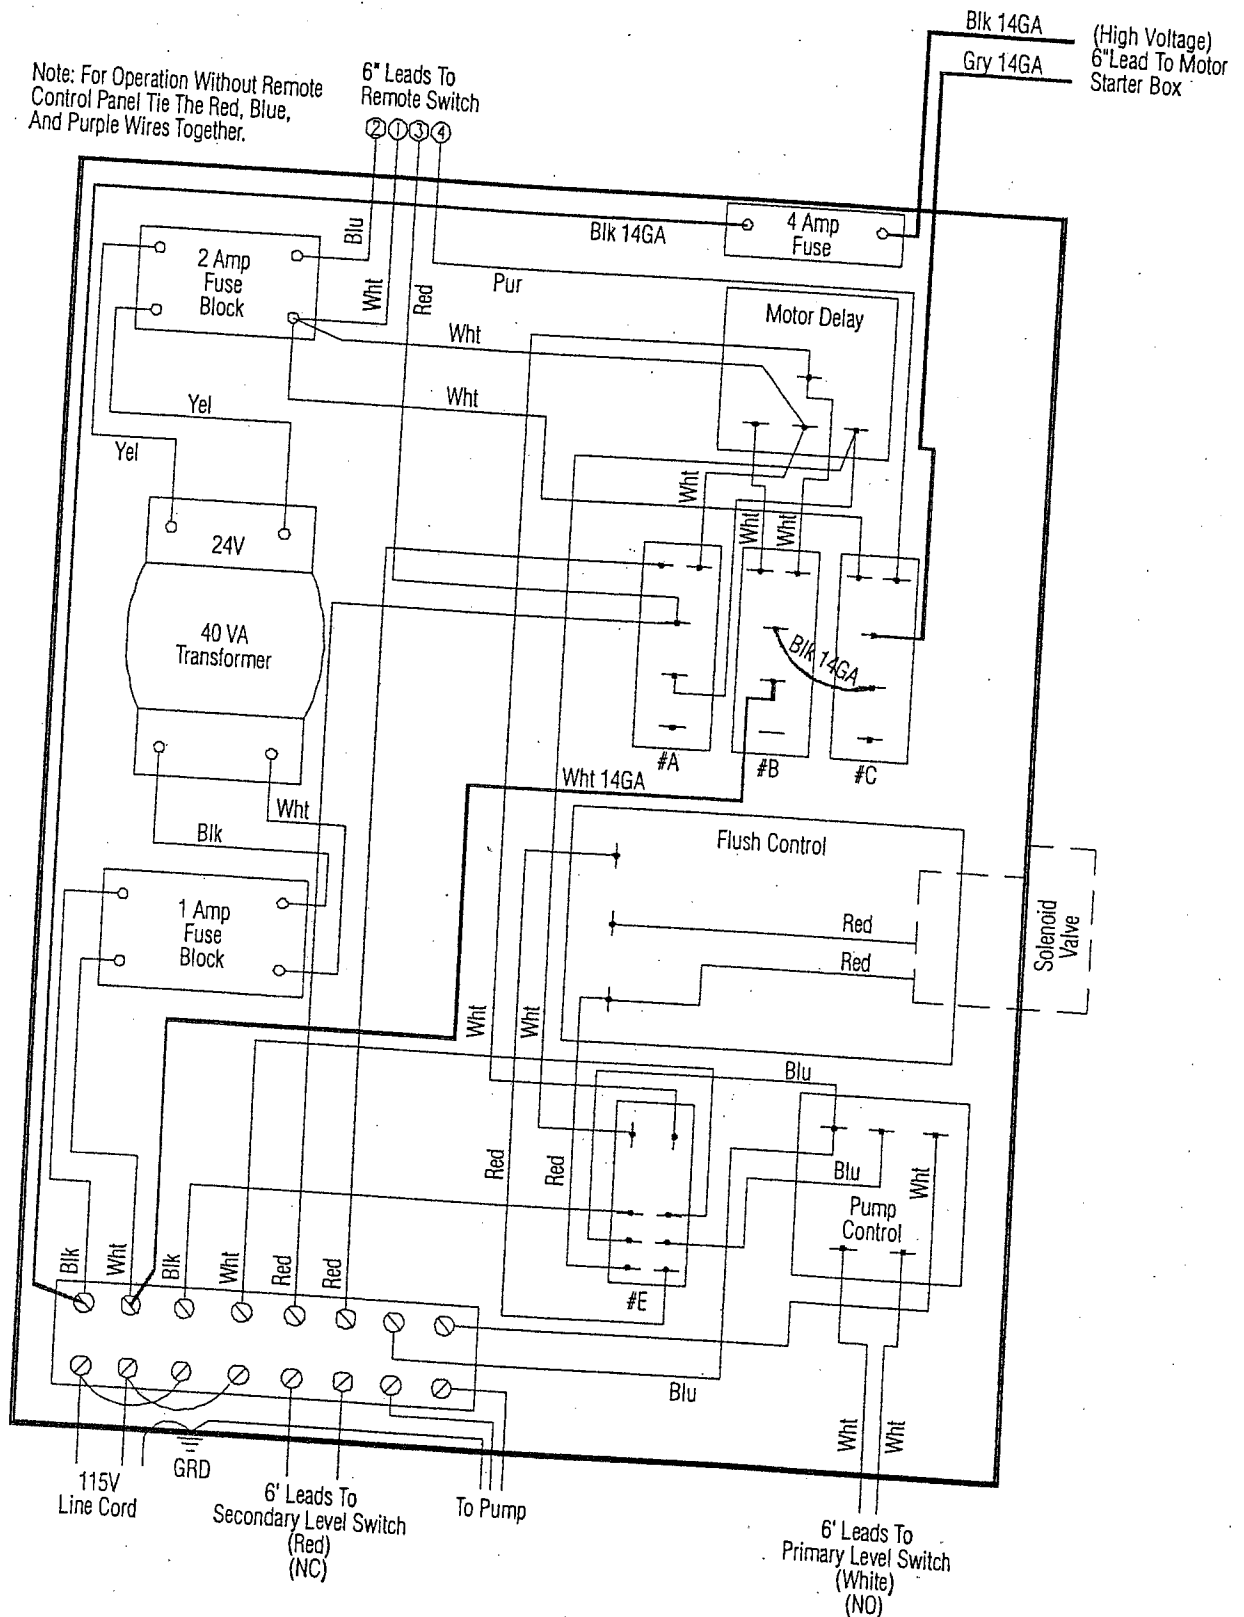 Blk 14GA
(High Voltage)
6"Lead To Motor
Starter Box
Gry 14GA
Note: For Operation Without Remote
Control Panel Tie The Red, Blue,
And Purple Wires Together.
6" Leads To
Remote Switch
2 1 3 4
Blu
Wht
Red
Pur
Blk 14GA
4 Amp
Fuse
2 Amp
Fuse
Block
Motor Delay
Wht
Wht
Yel
Yel
Wht
Wht
Wht
24V
40 VA
Transformer
Blk 14GA
#A
#B
#C
Wht 14GA
Wht
Blk
Flush Control
1 Amp
Fuse
Block
Red
Red
Solenoid
Valve
Wht
Wht
Blu
Red
Red
Blu
Wht
Pump
Control
Blk
Wht
Blk
Wht
Red
Red
#E
Blu
Wht
Wht
GRD
115V
Line Cord
6' Leads To
Secondary Level Switch
(Red)
(NC)
To Pump
6' Leads To
Primary Level Switch
(White)
(NO)